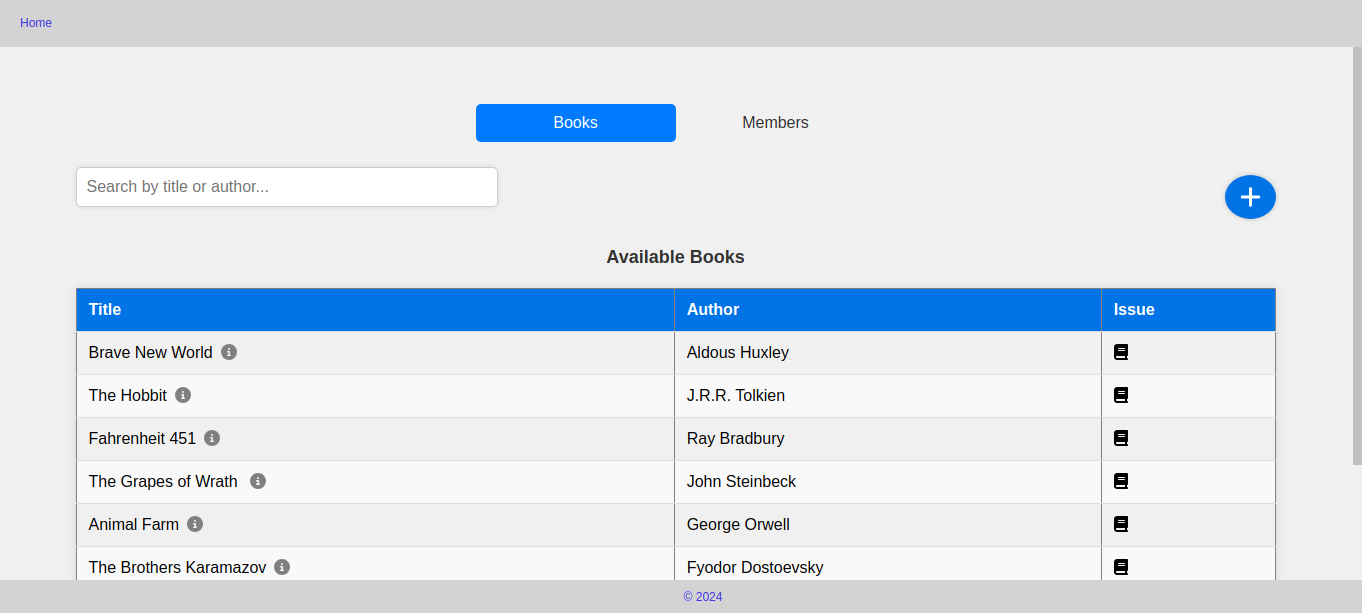 Home
Books Members
Search by title or author...
Available Books
Title Author Issue
Brave New World Aldous Huxley
The Hobbit J.R.R. Tolkien
Fahrenheit 451 Ray Bradbury
The Grapes of Wrath John Steinbeck
Animal Farm George Orwell
The Brothers Karamazov Fyodor Dostoevsky
© 2024